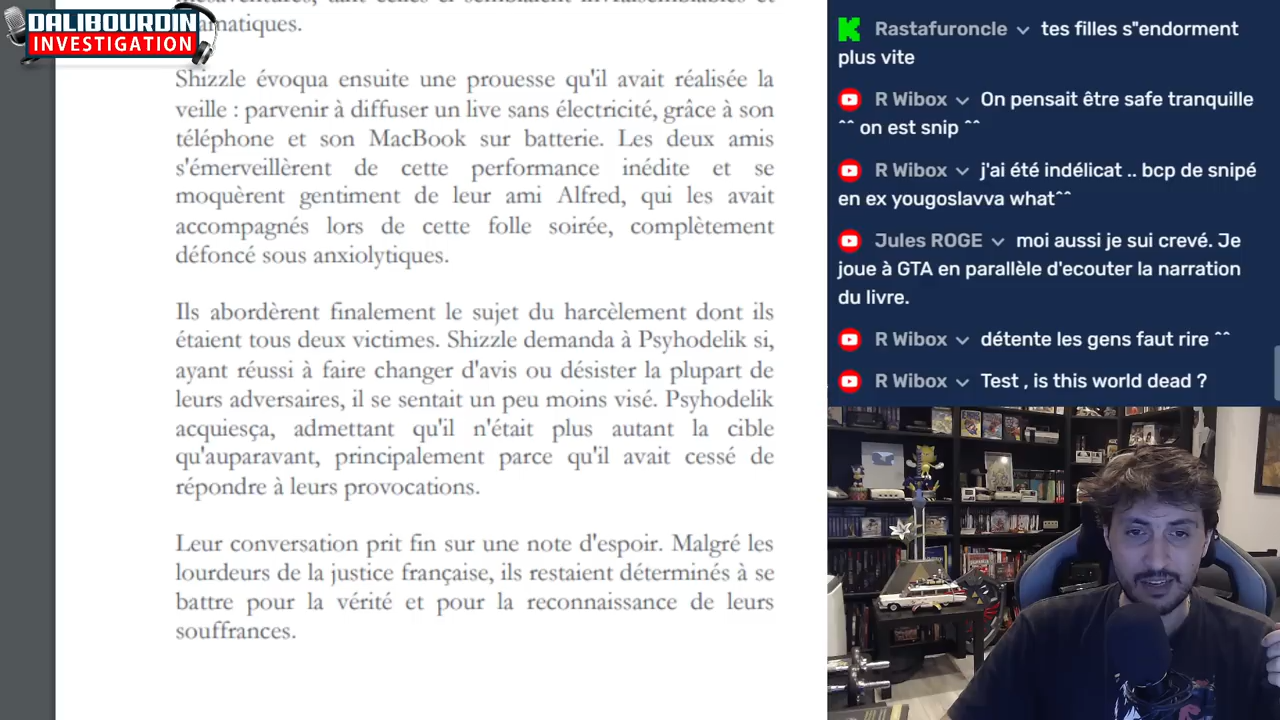 DALIBOURDIN
INVESTIGATION
dramatiques.
Shizzle évoqua ensuite une prouesse qu'il avait réalisée la
veille : parvenir à diffuser un live sans électricité, grâce à son
téléphone et son MacBook sur batterie. Les deux amis
s'émerveillèrent de cette performance inédite et se
moquèrent gentiment de leur ami Alfred, qui les avait
accompagnés lors de cette folle soirée, complètement
défoncé sous anxiolytiques.
Ils abordèrent finalement le sujet du harcèlement dont ils
étaient tous deux victimes. Shizzle demanda à Psyhodelik si,
ayant réussi à faire changer d'avis ou désister la plupart de
leurs adversaires, il se sentait un peu moins visé. Psyhodelik
acquiesça, admettant qu'il n'était plus autant la cible
qu'auparavant, principalement parce qu'il avait cessé de
répondre à leurs provocations.
Leur conversation prit fin sur une note d'espoir. Malgré les
lourdeurs de la justice française, ils restaient déterminés à se
battre pour la vérité et pour la reconnaissance de leurs
souffrances.
Rastafuroncle tes filles s"endorment
plus vite
R Wibox On pensait être safe tranquille
^^ on est snip ^^
R Wibox j'ai été indélicat .. bcp de snipé
en ex yougoslavva what^^
Jules ROGE moi aussi je sui crevé. Je
joue à GTA en parallèle d'ecouter la narration
du livre.
R Wibox détente les gens faut rire ^^
R Wibox Test , is this world dead ?